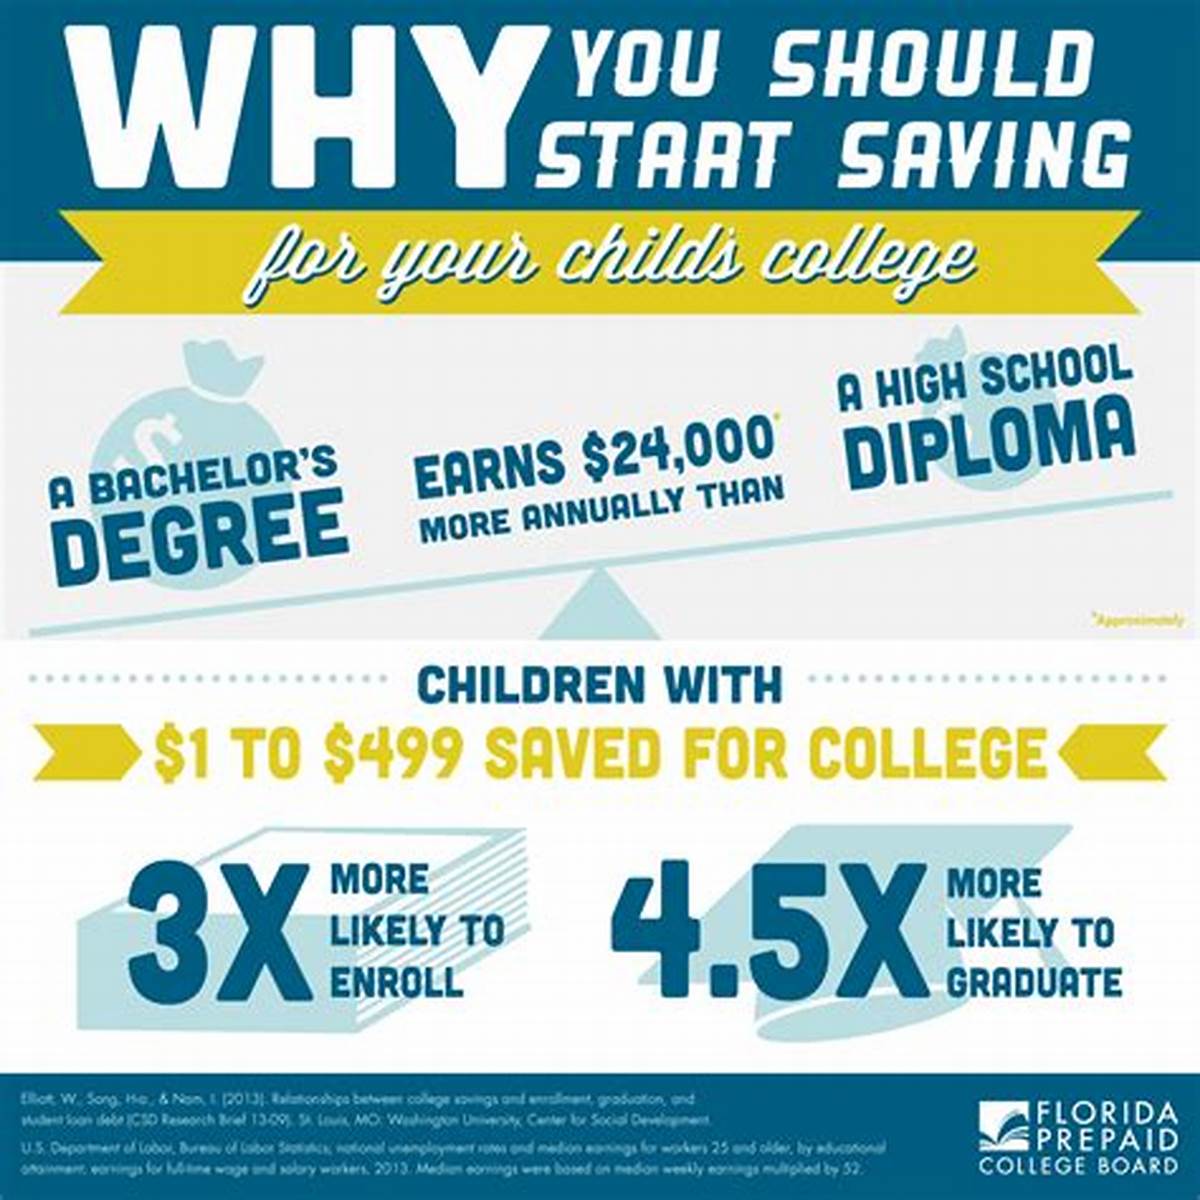 WHY YOU SHOULD
START SAVING
for your child's college
A BACHELOR'S
DEGREE
EARNS $24,000*
MORE ANNUALLY THAN
A HIGH SCHOOL
DIPLOMA
*Approximately
CHILDREN WITH
$1 TO $499 SAVED FOR COLLEGE
3X MORE
LIKELY TO
ENROLL
4.5X MORE
LIKELY TO
GRADUATE
Elliott, W., Song, H-a., & Nam, I. (2013). Relationships between college savings and enrollment, graduation, and
student loan debt (CSD Research Brief 13-09). St. Louis, MO: Washington University, Center for Social Development.
U.S. Department of Labor, Bureau of Labor Statistics; national unemployment rates and median earnings for workers 25 and older, by educational
attainment; earnings for full-time wage and salary workers, 2013. Median earnings were based on median weekly earnings multiplied by 52.
FLORIDA
PREPAID
COLLEGE BOARD